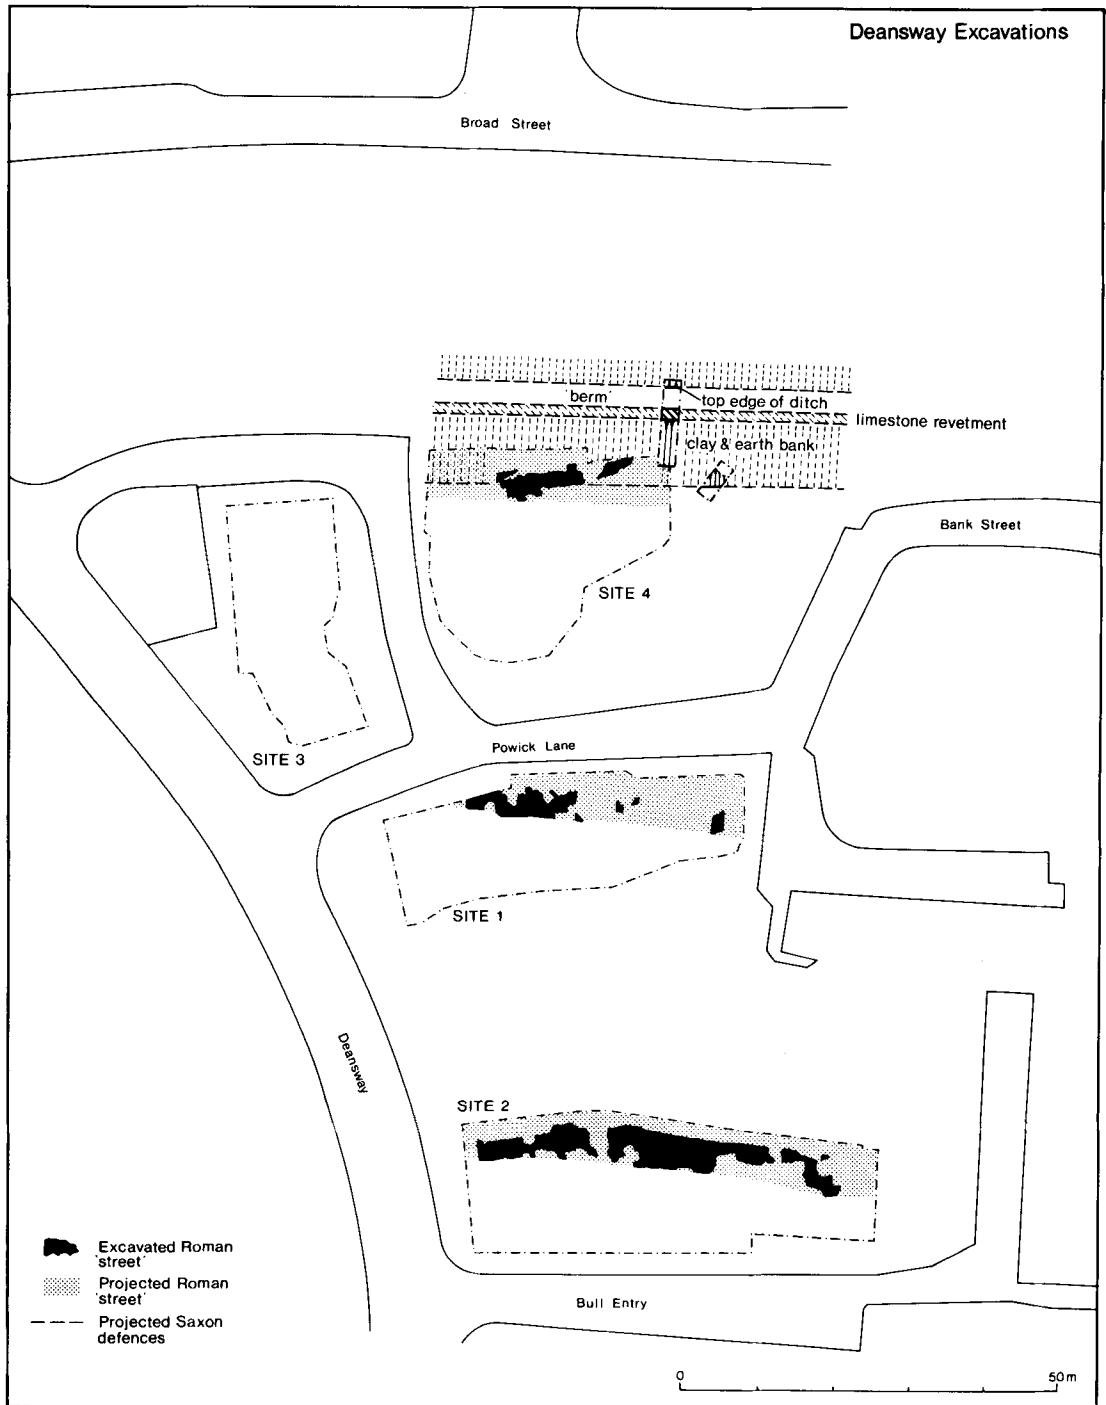 Deansway Excavations
Broad Street
berm
top edge of ditch
limestone revetment
clay & earth bank
Bank Street
SITE 4
SITE 3
Powick Lane
SITE 1
Deansway
SITE 2
Excavated Roman
'street'
Projected Roman
'street'
Projected Saxon
defences
Bull Entry
0 50m